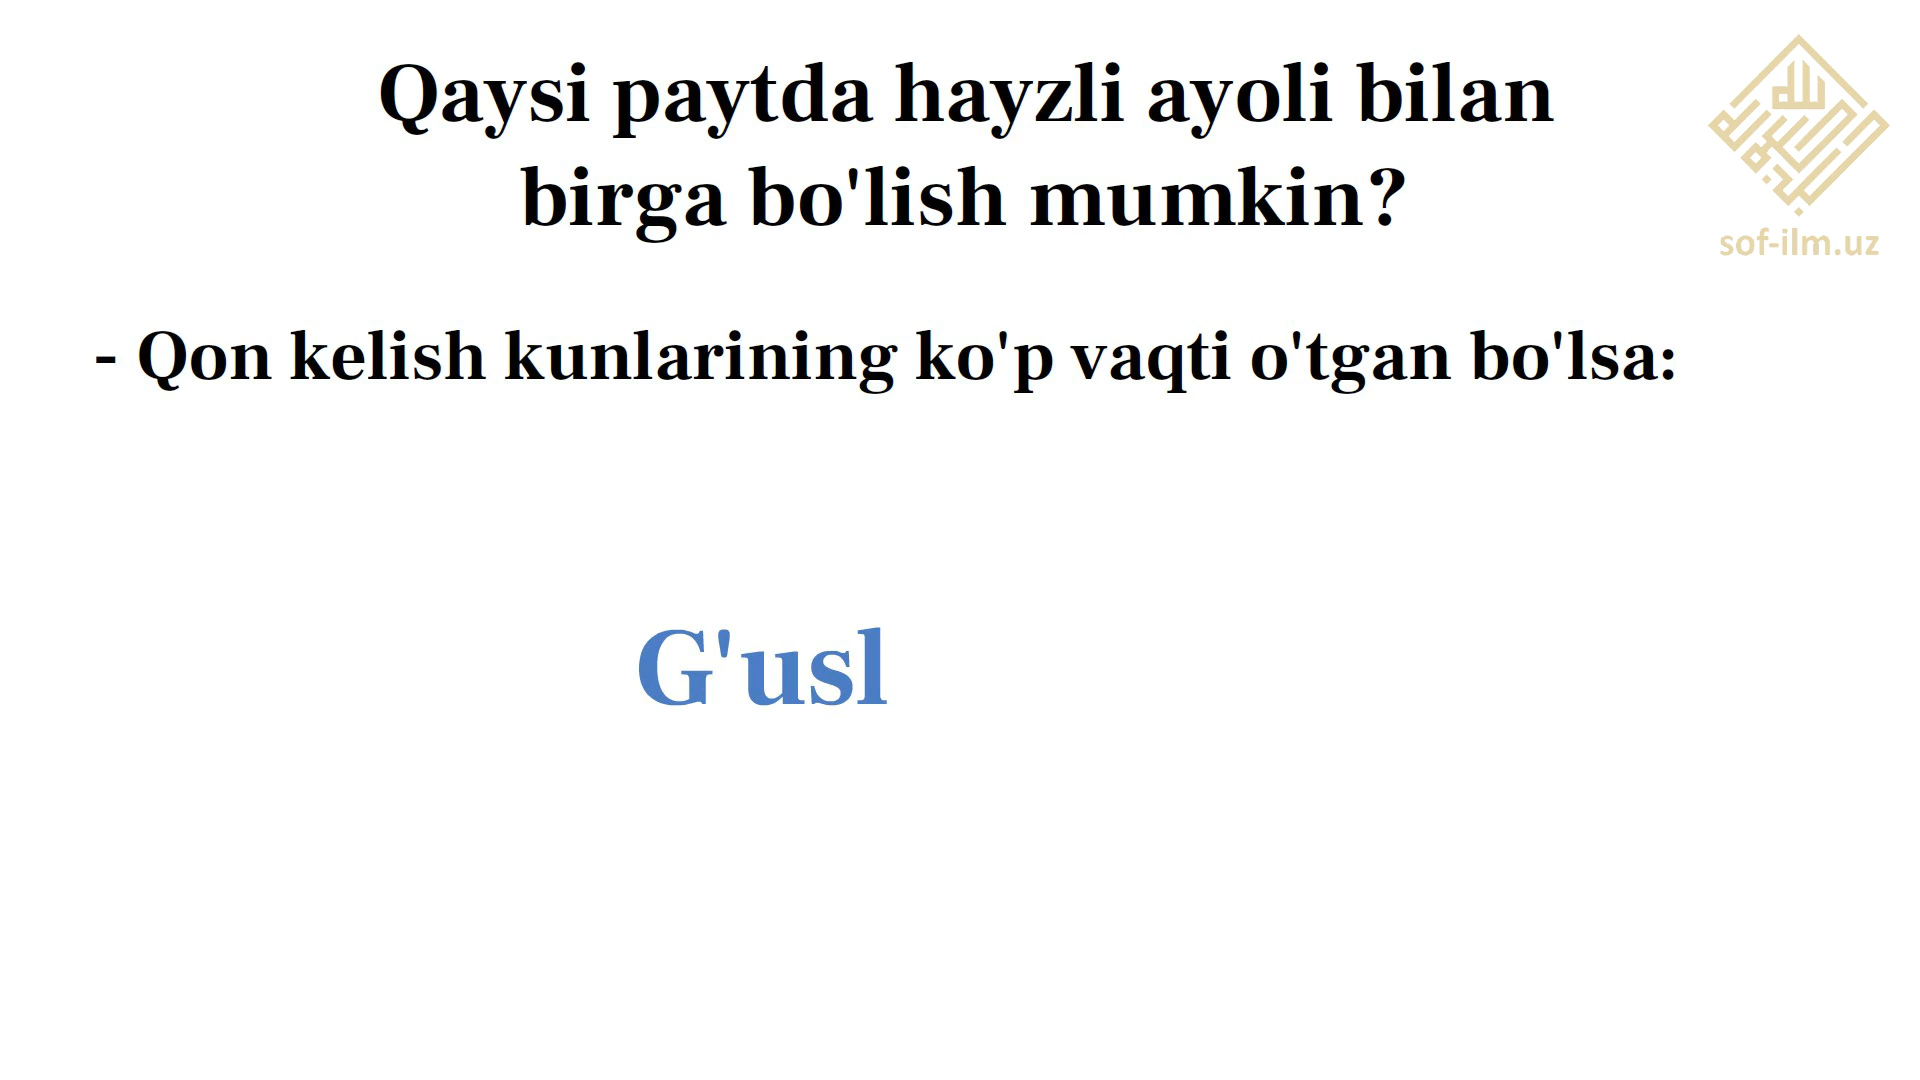 Qaysi paytda hayzli ayoli bilan
birga bo'lish mumkin?
sof-ilm.uz
- Qon kelish kunlarining ko'p vaqti o'tgan bo'lsa:
G'usl